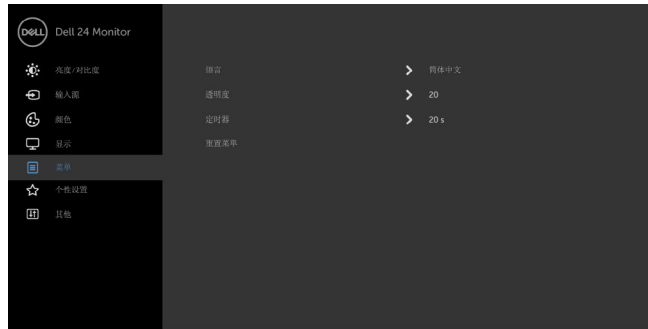 DELL Dell 24 Monitor
亮度/对比度
输入源
颜色
显示
菜单
个性设置
其他
语言 简体中文
透明度 20
定时器 20 s
重置菜单